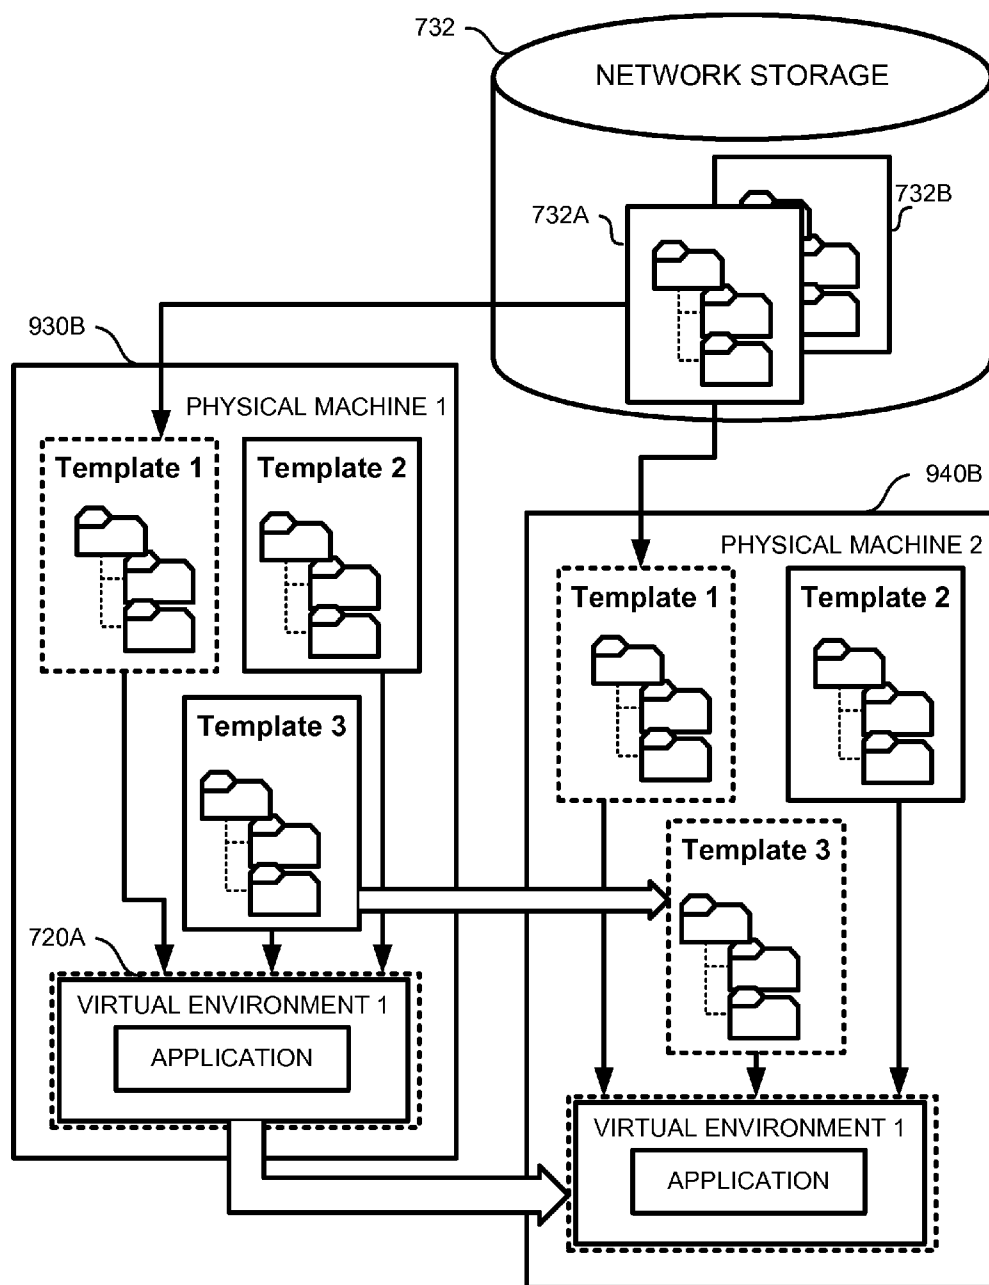 732
NETWORK STORAGE
732A
732B
930B
PHYSICAL MACHINE 1
Template 1
Template 2
940B
PHYSICAL MACHINE 2
Template 1
Template 2
Template 3
Template 3
720A
VIRTUAL ENVIRONMENT 1
APPLICATION
VIRTUAL ENVIRONMENT 1
APPLICATION